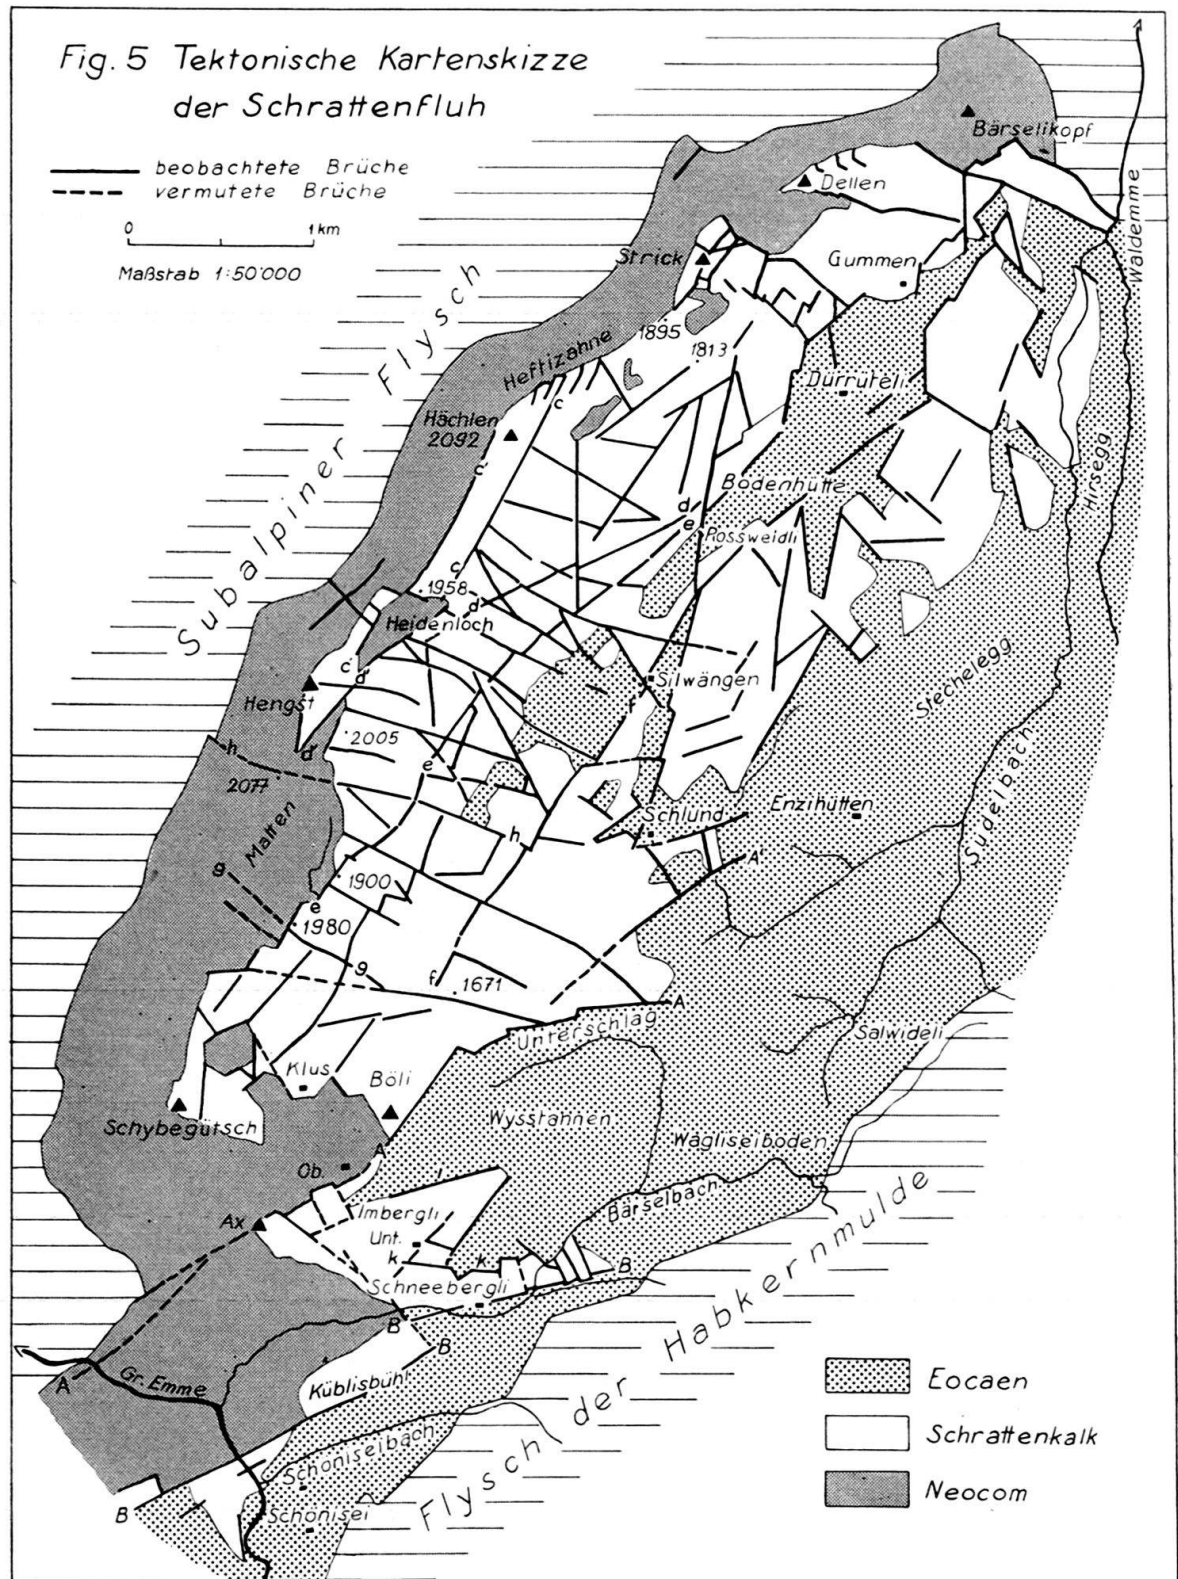 Fig. 5 Tektonische Kartenskizze
der Schrattenfluh
beobachtete Brüche
vermutete Brüche
0 1 km
Maßstab 1:50'000
Bärselikopf
Dellen
Waldemme
Strick
Gummen
Subalpiner Flysch
1895
1813
Heftizähne
c
Dürrüteli
Hächlen
2092
c
Hirsegg
Bodenhütte
d
e
Rossweidli
c
1958
d
Heidenloch
Stechelegg
c
d
Silwängen
f
Hengst
h
d
2005
e
2077
Matten
Schlund
Enzihütten
Südelbach
h
A'
g
1900
e
1980
g
f
1671
A
Unterschlag
Salwideli
Klus
Böli
Schybegütsch
Wysstannen
Wagliseiboden
A
Ob.
Bärselbach
Imbergli
Unt.
Ax
k
k
B
Schneebergli
B
B
Habkernmulde
der
Flysch
A
Gr. Emme
Küblisbühl
Schöniseibach
B
Schönisei
Eocaen
Schrattenkalk
Neocom